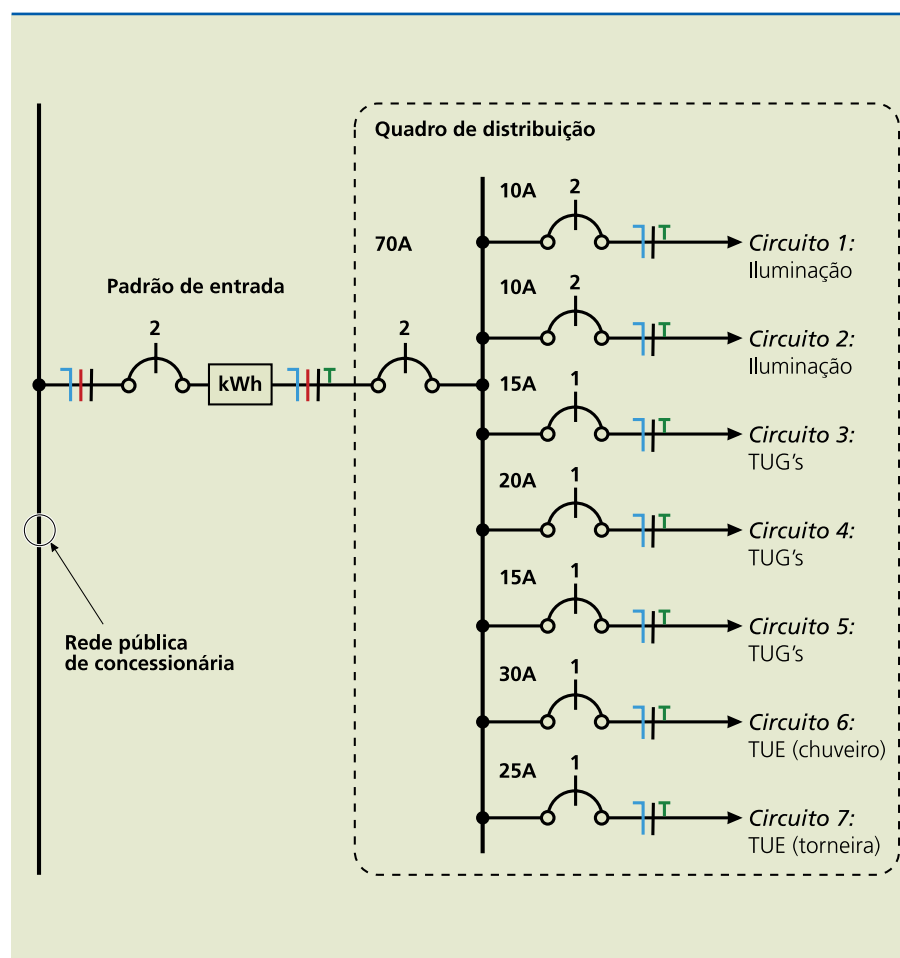 Quadro de distribuição
70A
Padrão de entrada
2
kWh
2
Rede pública
de concessionária
10A
2
Circuito 1:
Iluminação
10A
2
Circuito 2:
Iluminação
15A
1
Circuito 3:
TUG's
20A
1
Circuito 4:
TUG's
15A
1
Circuito 5:
TUG's
30A
1
Circuito 6:
TUE (chuveiro)
25A
1
Circuito 7:
TUE (torneira)